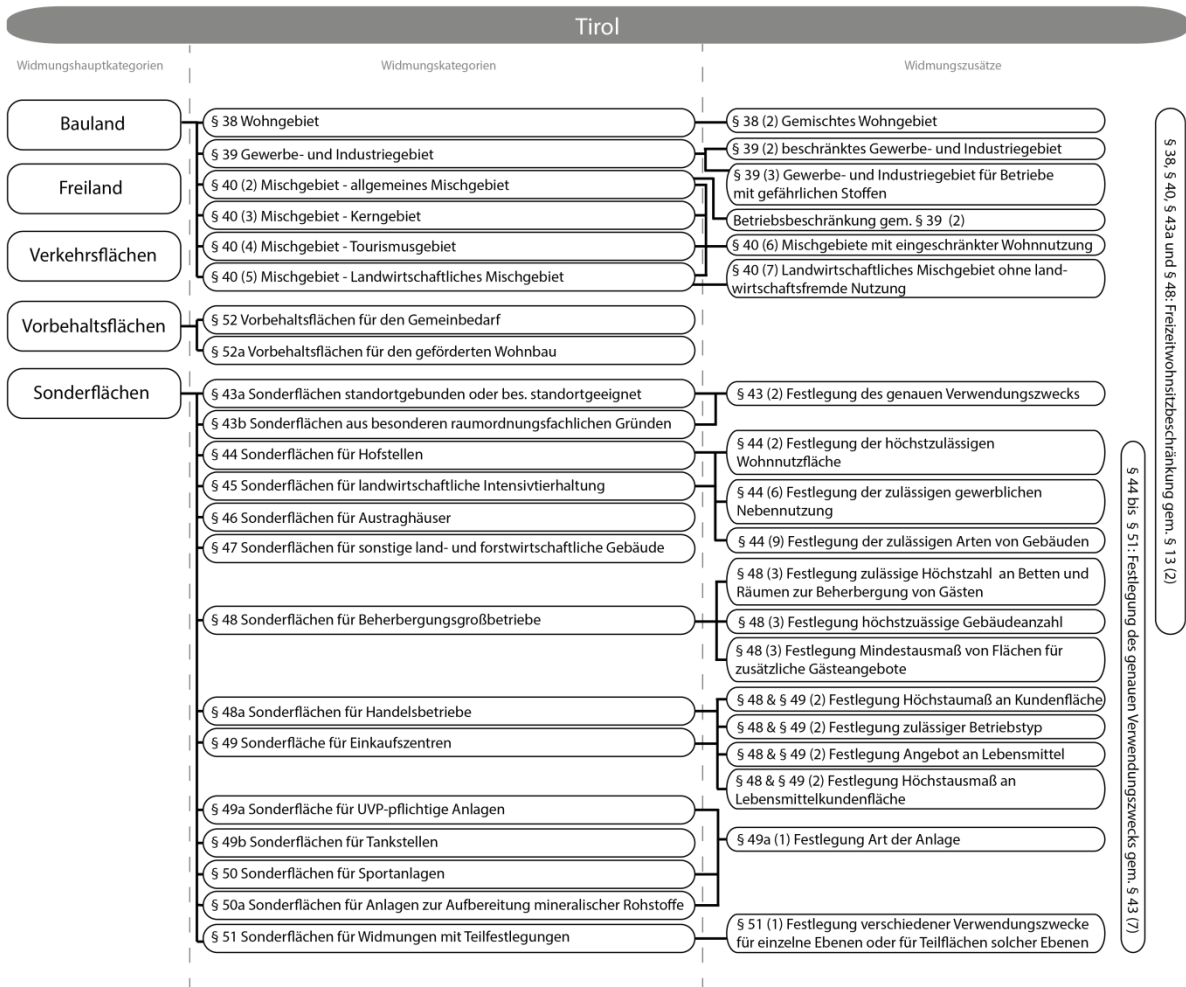 Tirol
Widmungshauptkategorien
Widmungskategorien
Widmungszusätze
Bauland
Freiland
Verkehrsflächen
Vorbehaltsflächen
Sonderflächen
§ 38 Wohngebiet
§ 39 Gewerbe- und Industriegebiet
§ 40 (2) Mischgebiet - allgemeines Mischgebiet
§ 40 (3) Mischgebiet - Kerngebiet
§ 40 (4) Mischgebiet - Tourismusgebiet
§ 40 (5) Mischgebiet - Landwirtschaftliches Mischgebiet
§ 52 Vorbehaltsflächen für den Gemeinbedarf
§ 52a Vorbehaltsflächen für den geförderten Wohnbau
§ 43a Sonderflächen standortgebunden oder bes. standortgeeignet
§ 43b Sonderflächen aus besonderen raumordnungsfachlichen Gründen
§ 44 Sonderflächen für Hofstellen
§ 45 Sonderflächen für landwirtschaftliche Intensivtierhaltung
§ 46 Sonderflächen für Austraghäuser
§ 47 Sonderflächen für sonstige land- und forstwirtschaftliche Gebäude
§ 48 Sonderflächen für Beherbergungsgroßbetriebe
§ 48a Sonderflächen für Handelsbetriebe
§ 49 Sonderfläche für Einkaufszentren
§ 49a Sonderfläche für UVP-pflichtige Anlagen
§ 49b Sonderflächen für Tankstellen
§ 50 Sonderflächen für Sportanlagen
§ 50a Sonderflächen für Anlagen zur Aufbereitung mineralischer Rohstoffe
§ 51 Sonderflächen für Widmungen mit Teilfestlegungen
§ 38 (2) Gemischtes Wohngebiet
§ 39 (2) beschränktes Gewerbe- und Industriegebiet
§ 39 (3) Gewerbe- und Industriegebiet für Betriebe
mit gefährlichen Stoffen
Betriebsbeschränkung gem. § 39 (2)
§ 40 (6) Mischgebiete mit eingeschränkter Wohnnutzung
§ 40 (7) Landwirtschaftliches Mischgebiet ohne land-
wirtschaftsfremde Nutzung
§ 43 (2) Festlegung des genauen Verwendungszwecks
§ 44 (2) Festlegung der höchstzulässigen
Wohnnutzfläche
§ 44 (6) Festlegung der zulässigen gewerblichen
Nebennutzung
§ 44 (9) Festlegung der zulässigen Arten von Gebäuden
§ 48 (3) Festlegung zulässige Höchstzahl an Betten und
Räumen zur Beherbergung von Gästen
§ 48 (3) Festlegung höchstzuässige Gebäudeanzahl
§ 48 (3) Festlegung Mindestausmaß von Flächen für
zusätzliche Gästeangebote
§ 48 & § 49 (2) Festlegung Höchstaumaß an Kundenfläche
§ 48 & § 49 (2) Festlegung zulässiger Betriebstyp
§ 48 & § 49 (2) Festlegung Angebot an Lebensmittel
§ 48 & § 49 (2) Festlegung Höchstausmaß an
Lebensmittelkundenfläche
§ 49a (1) Festlegung Art der Anlage
§ 51 (1) Festlegung verschiedener Verwendungszwecke
für einzelne Ebenen oder für Teilflächen solcher Ebenen
§ 44 bis § 51: Festlegung des genauen Verwendungszwecks gem. § 43 (7)
§ 38, § 40, § 43a und § 48: Freizeitwohnsitzbeschränkung gem. § 13 (2)